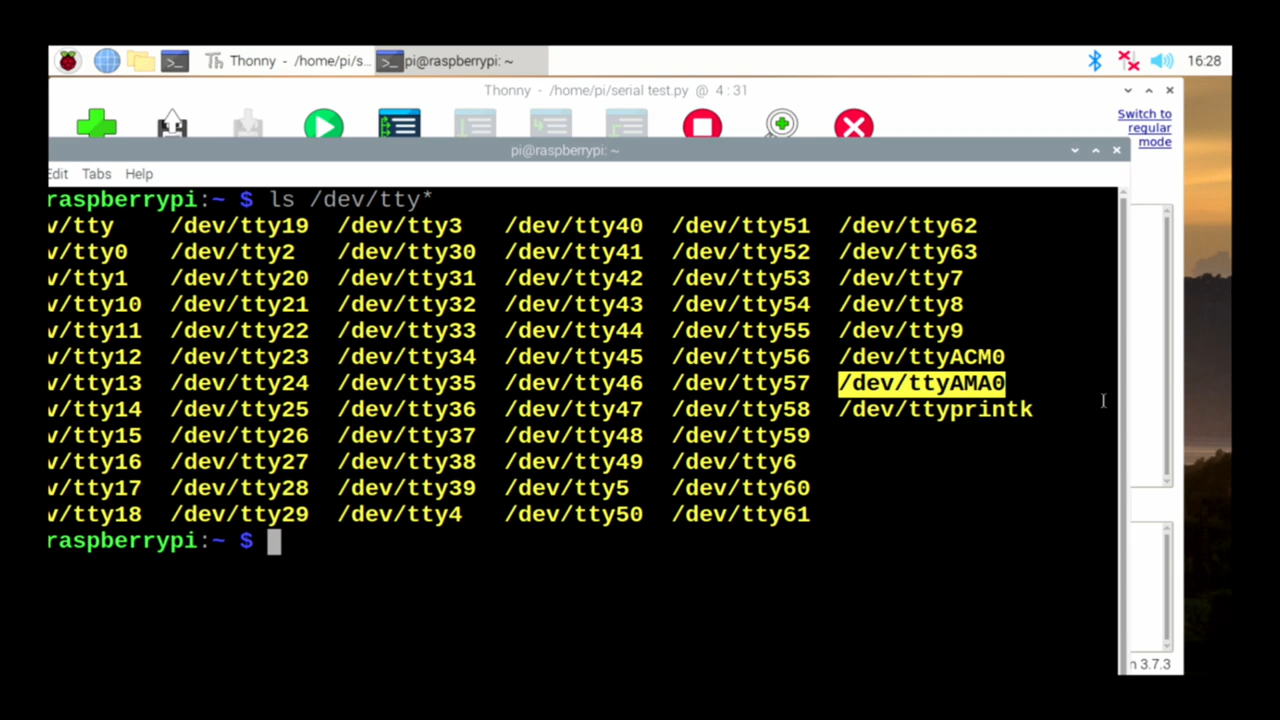 Thonny - /home/pi/s... pi@raspberrypi: ~ 16:28
Thonny - /home/pi/serial test.py @ 4 : 31
Switch to
regular
mode
pi@raspberrypi: ~
Edit Tabs Help
raspberrypi:~ $ ls /dev/tty*
v/tty /dev/tty19 /dev/tty3 /dev/tty40 /dev/tty51 /dev/tty62
v/tty0 /dev/tty2 /dev/tty30 /dev/tty41 /dev/tty52 /dev/tty63
v/tty1 /dev/tty20 /dev/tty31 /dev/tty42 /dev/tty53 /dev/tty7
v/tty10 /dev/tty21 /dev/tty32 /dev/tty43 /dev/tty54 /dev/tty8
v/tty11 /dev/tty22 /dev/tty33 /dev/tty44 /dev/tty55 /dev/tty9
v/tty12 /dev/tty23 /dev/tty34 /dev/tty45 /dev/tty56 /dev/ttyACM0
v/tty13 /dev/tty24 /dev/tty35 /dev/tty46 /dev/tty57 /dev/ttyAMA0
v/tty14 /dev/tty25 /dev/tty36 /dev/tty47 /dev/tty58 /dev/ttyprintk
v/tty15 /dev/tty26 /dev/tty37 /dev/tty48 /dev/tty59
v/tty16 /dev/tty27 /dev/tty38 /dev/tty49 /dev/tty6
v/tty17 /dev/tty28 /dev/tty39 /dev/tty5 /dev/tty60
v/tty18 /dev/tty29 /dev/tty4 /dev/tty50 /dev/tty61
raspberrypi:~ $
n 3.7.3